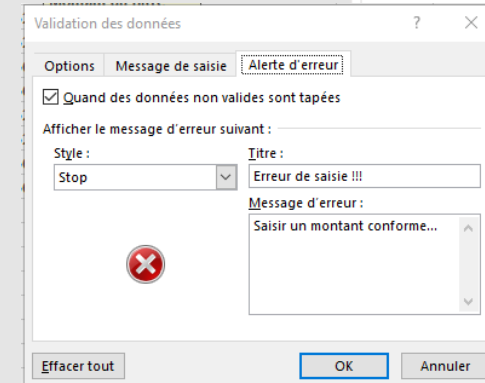 Validation des données ? ×
Options Message de saisie Alerte d'erreur
Quand des données non valides sont tapées
Afficher le message d'erreur suivant :
Style : Titre :
Stop Erreur de saisie !!!
Message d'erreur :
Saisir un montant conforme...
Effacer tout OK Annuler